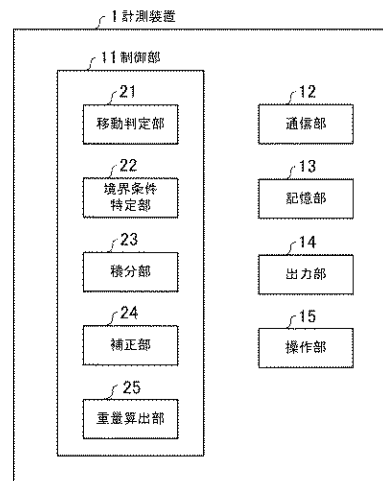 1 計測装置
11 制御部
21
移動判定部
22
境界条件
特定部
23
積分部
24
補正部
25
重量算出部
12
通信部
13
記憶部
14
出力部
15
操作部